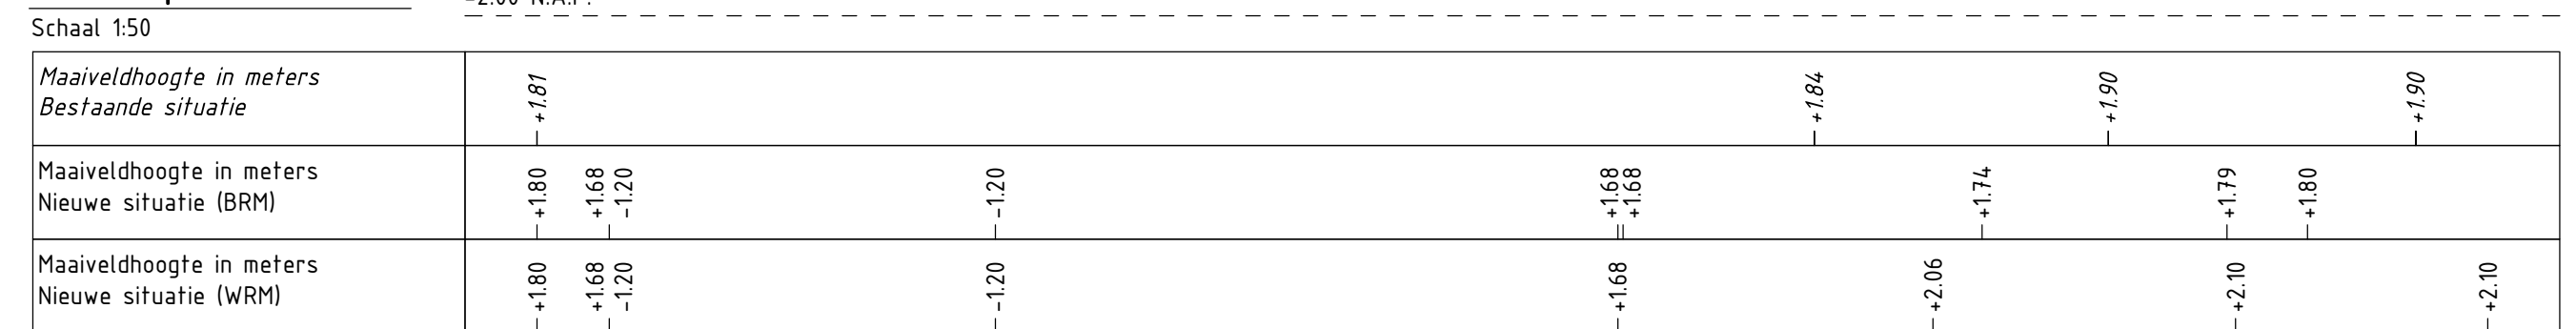 -2.00 N.A.P.
Schaal 1:50
Maaiveldhoogte in meters
Bestaande situatie
+1.81
+1.84
+1.90
+1.90
Maaiveldhoogte in meters
Nieuwe situatie (BRM)
+1.80
+1.68
-1.20
-1.20
+1.68
+1.68
+1.74
+1.79
+1.80
Maaiveldhoogte in meters
Nieuwe situatie (WRM)
+1.80
+1.68
-1.20
-1.20
+1.68
+2.06
+2.10
+2.10